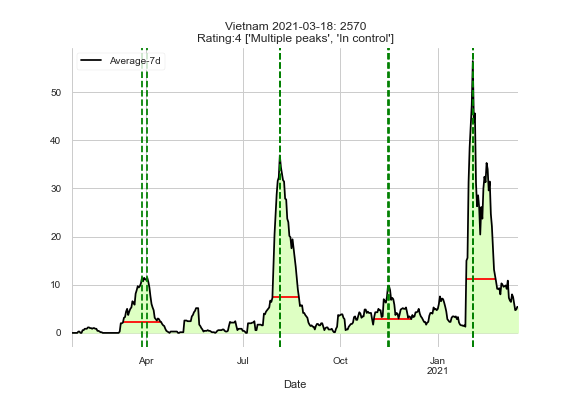 Vietnam 2021-03-18: 2570
Rating:4 ['Multiple peaks', 'In control']
Average-7d
50
40
30
20
10
0
Apr
Jul
Oct
Jan
2021
Date